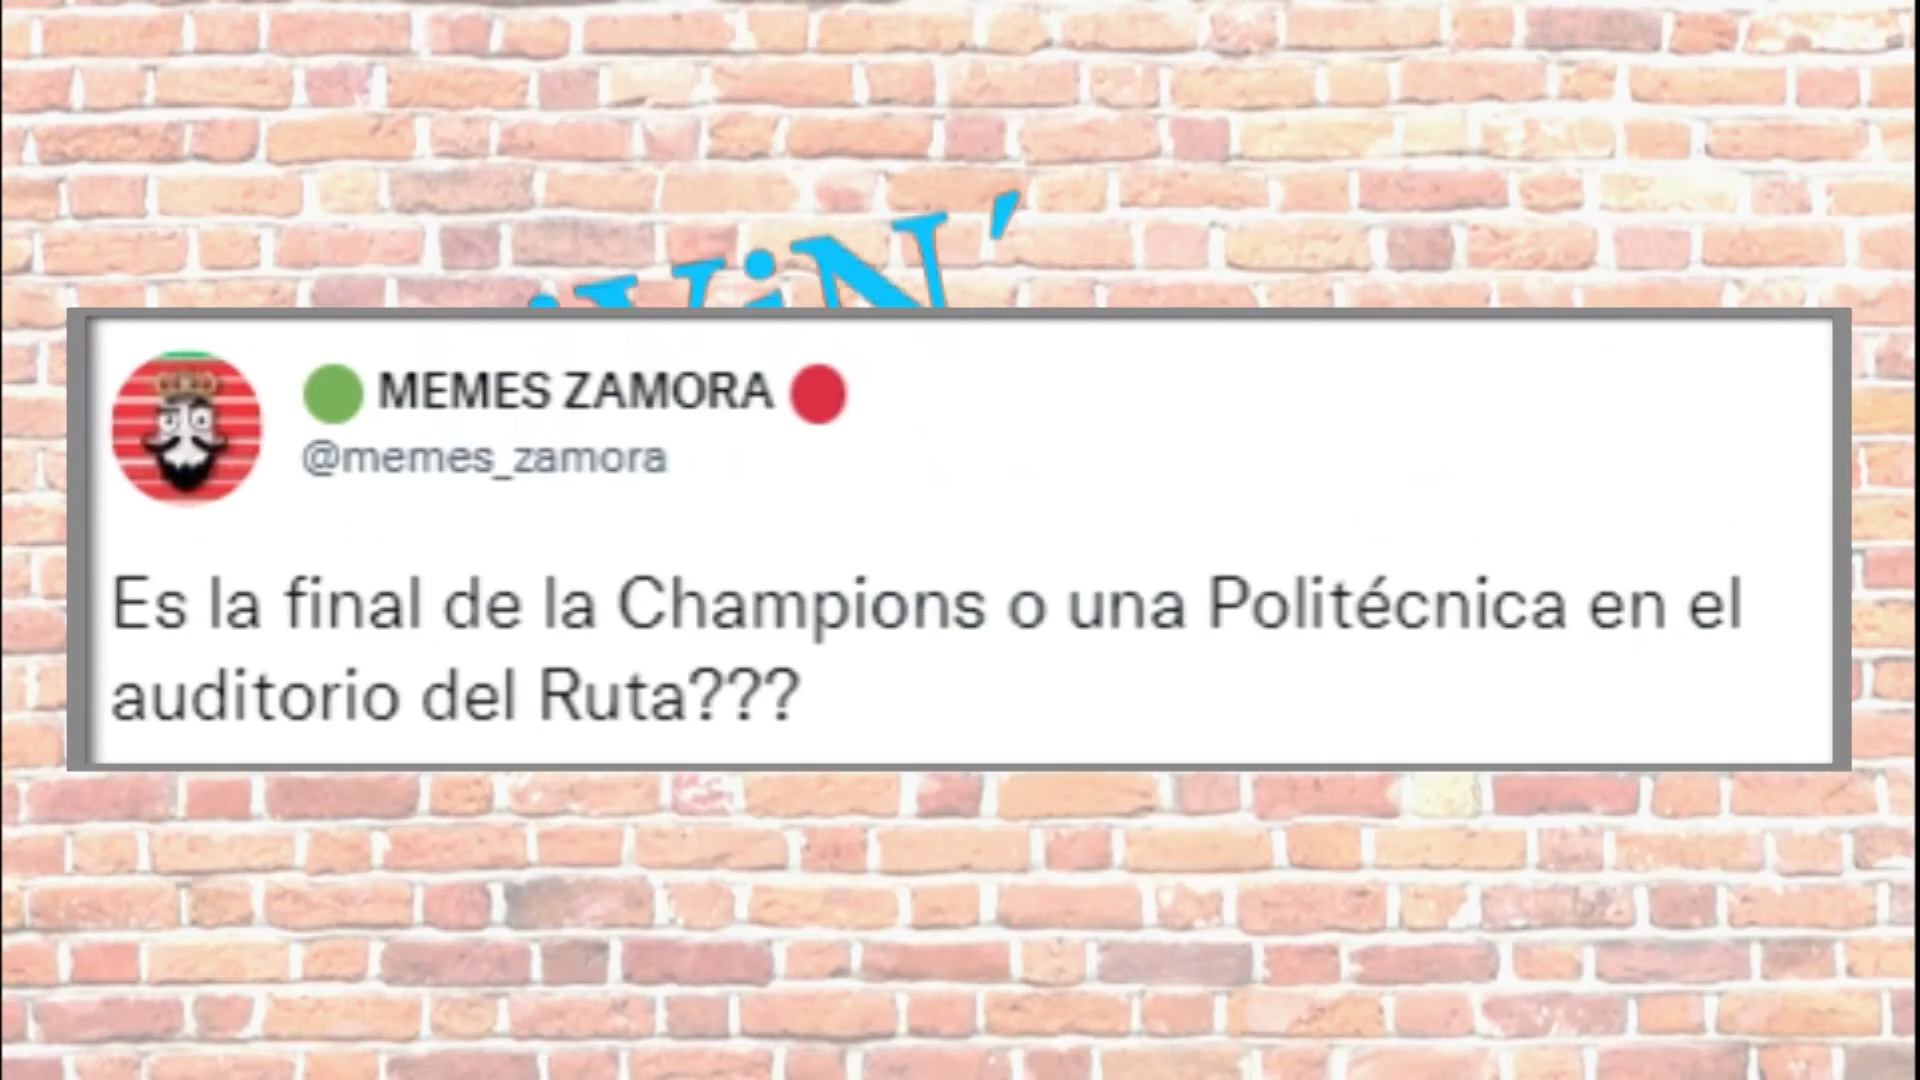 🟢 MEMES ZAMORA 🔴
@memes_zamora
Es la final de la Champions o una Politécnica en el
auditorio del Ruta???